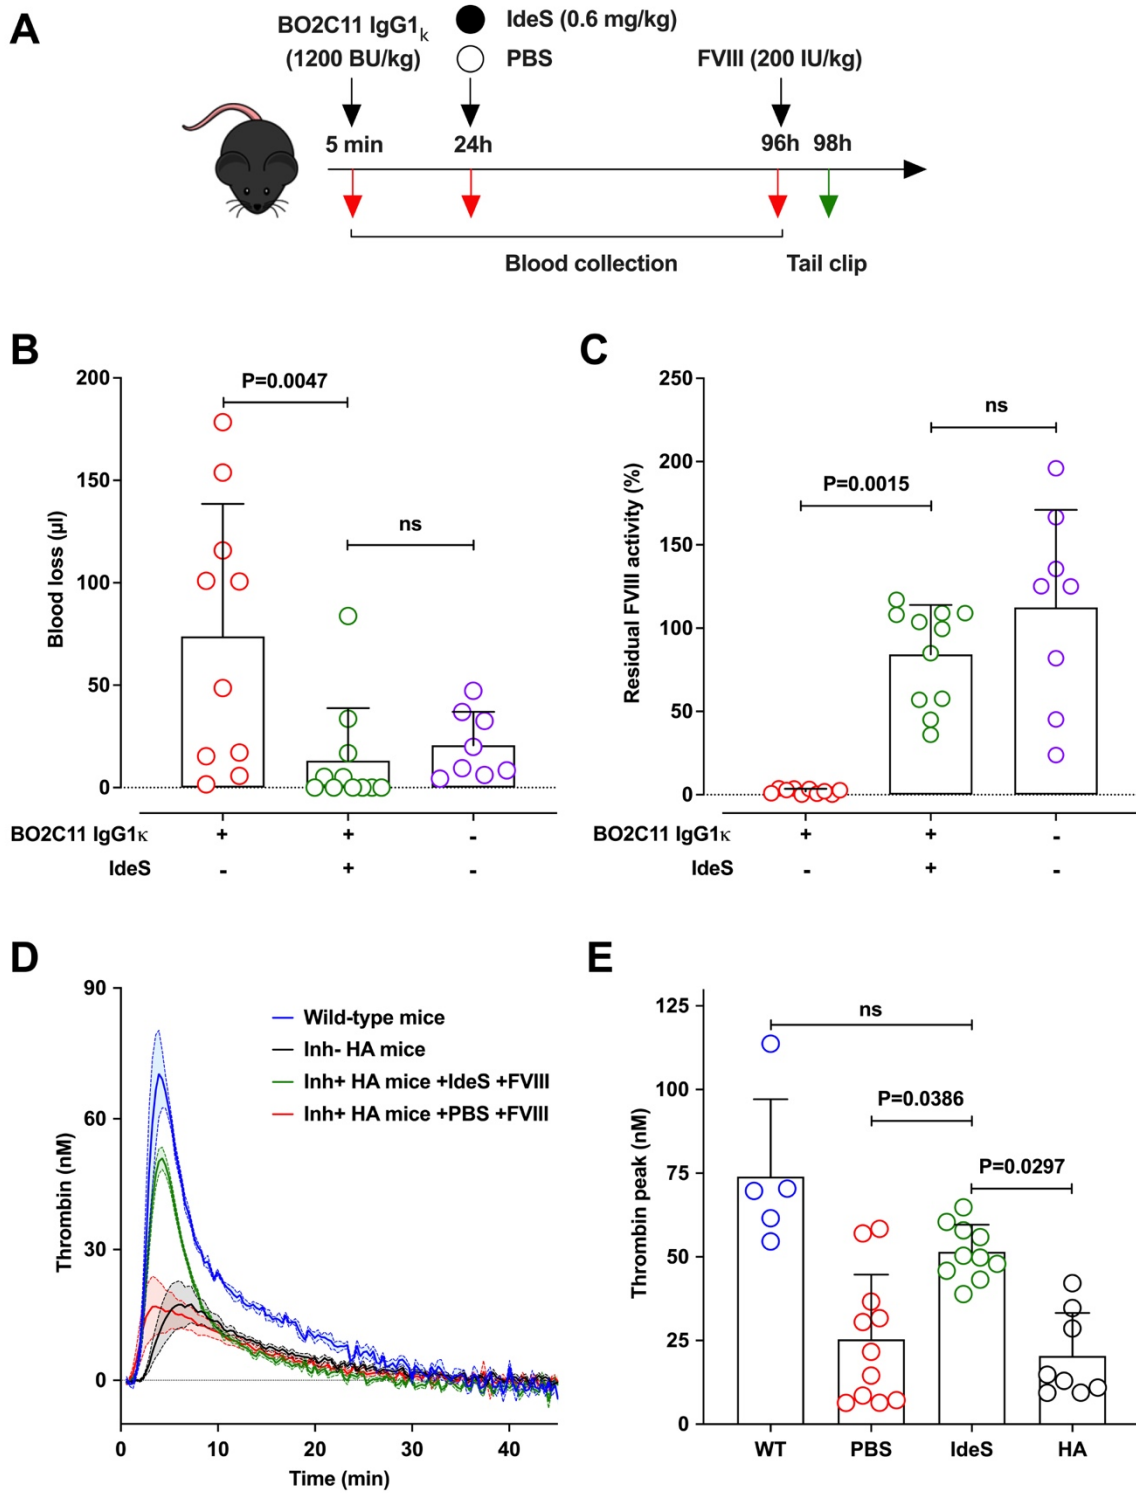 A
BO2C11 IgG1k
(1200 BU/kg)
IdeS (0.6 mg/kg)
PBS
FVIII (200 IU/kg)
5 min
24h
96h
98h
Blood collection
Tail clip
B
Blood loss (µl)
200
150
100
50
0
P=0.0047
ns
BO2C11 IgG1κ + + -
IdeS - + -
C
Residual FVIII activity (%)
250
200
150
100
50
0
P=0.0015
ns
BO2C11 IgG1κ + + -
IdeS - + -
D
Thrombin (nM)
90
60
30
0
Wild-type mice
Inh- HA mice
Inh+ HA mice +IdeS +FVIII
Inh+ HA mice +PBS +FVIII
0 10 20 30 40
Time (min)
E
Thrombin peak (nM)
125
100
75
50
25
0
ns
P=0.0386
P=0.0297
WT PBS IdeS HA